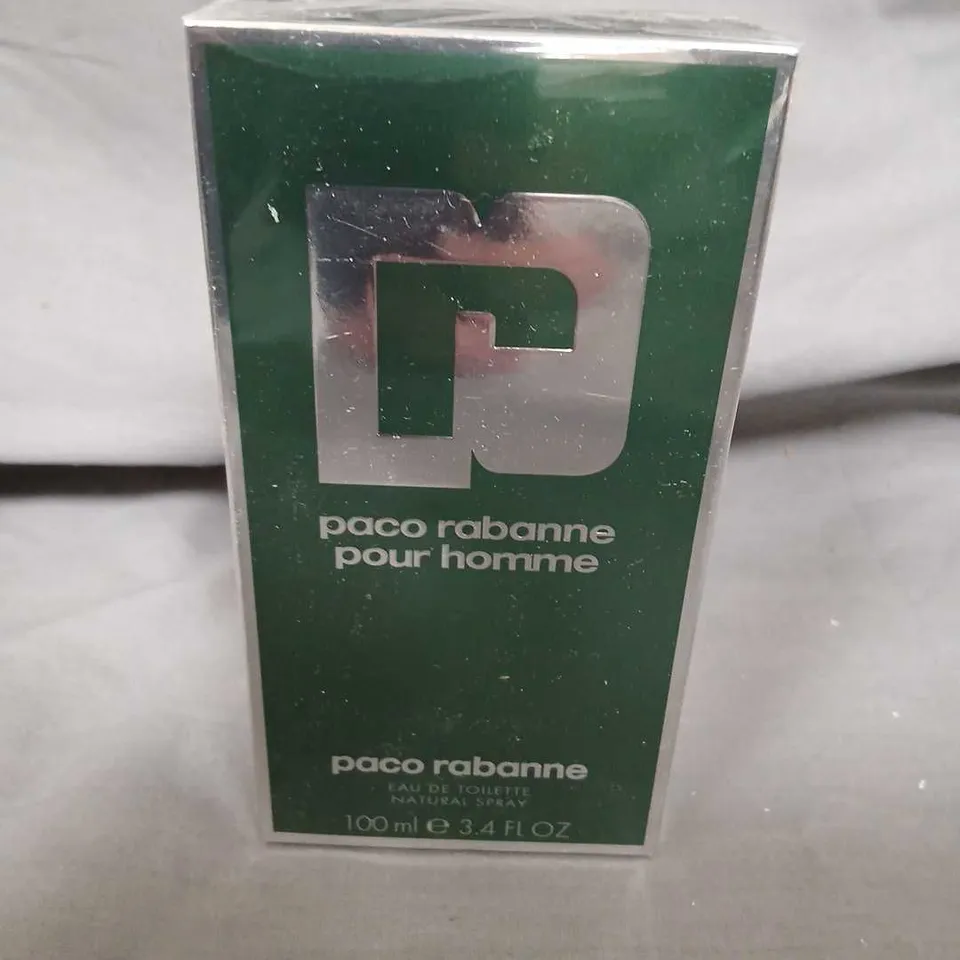 paco rabanne
pour homme
paco rabanne
EAU DE TOILETTE
NATURAL SPRAY
100 ml e 3.4 FL OZ